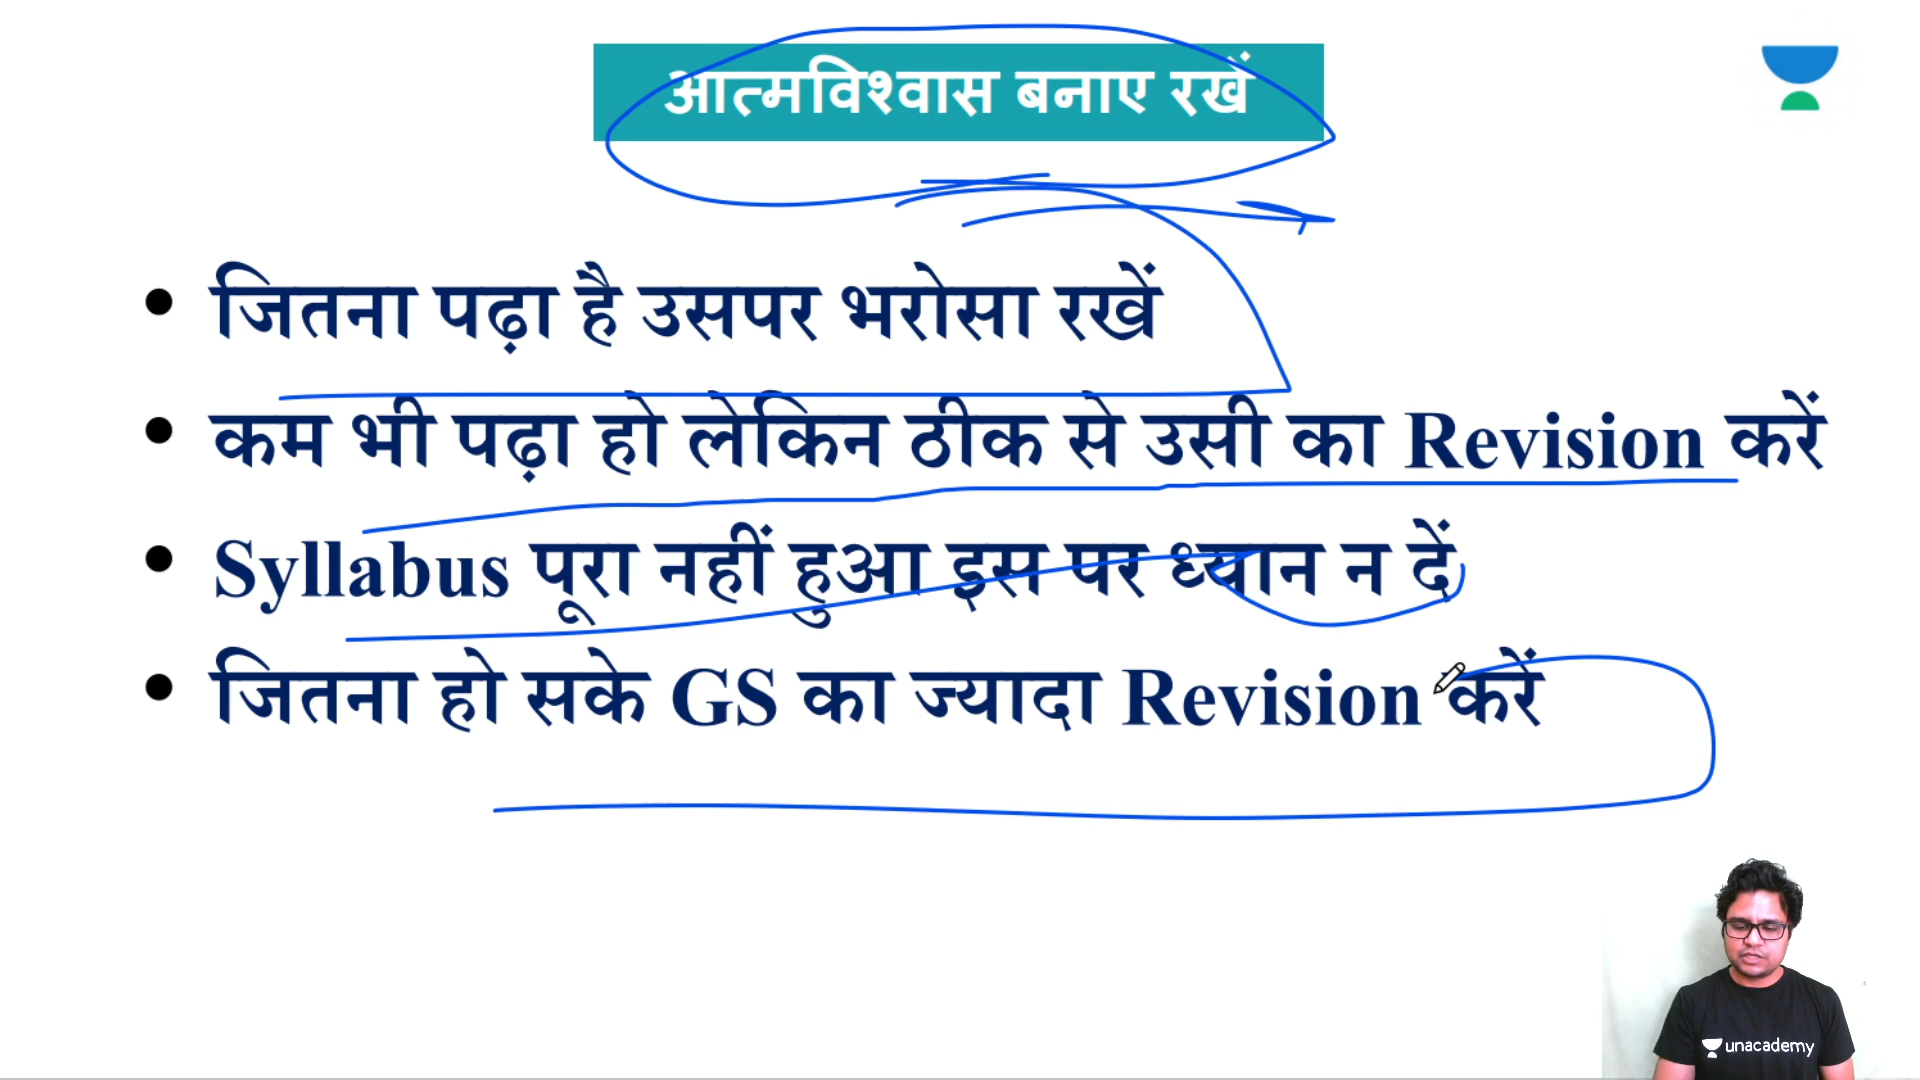 आत्मविश्वास बनाए रखें
• जितना पढ़ा है उसपर भरोसा रखें
• कम भी पढ़ा हो लेकिन ठीक से उसी का Revision करें
• Syllabus पूरा नहीं हुआ इस पर ध्यान न दें
• जितना हो सके GS का ज्यादा Revision करें
unacademy